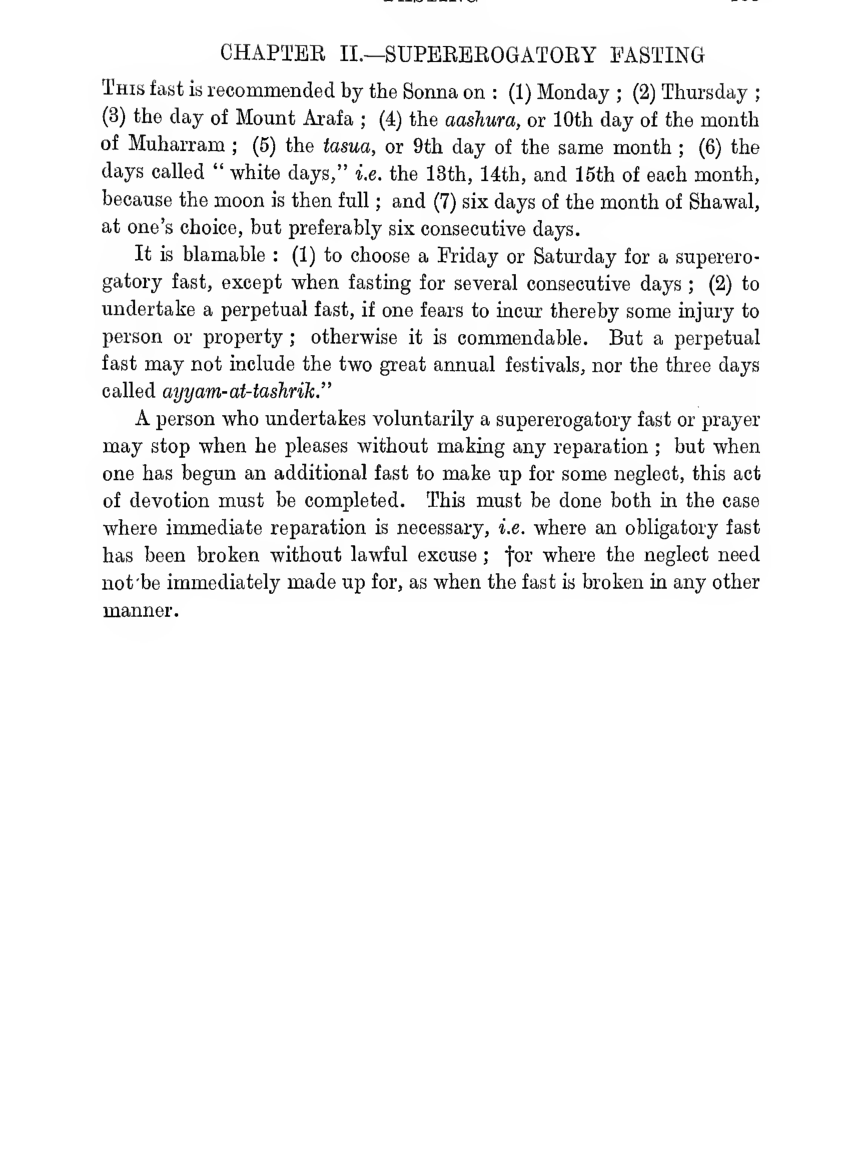 CHAPTER II.—SUPEREROGATORY FASTING
THIS fast is recommended by the Sonna on : (1) Monday ; (2) Thursday ;
(3) the day of Mount Arafa ; (4) the aashura, or 10th day of the month
of Muharram ; (5) the tasua, or 9th day of the same month ; (6) the
days called “ white days,” i.e. the 13th, 14th, and 15th of each month,
because the moon is then full ; and (7) six days of the month of Shawal,
at one’s choice, but preferably six consecutive days.
It is blamable : (1) to choose a Friday or Saturday for a superero-
gatory fast, except when fasting for several consecutive days ; (2) to
undertake a perpetual fast, if one fears to incur thereby some injury to
person or property ; otherwise it is commendable. But a perpetual
fast may not include the two great annual festivals, nor the three days
called ayyam-at-tashrik.”
A person who undertakes voluntarily a supererogatory fast or prayer
may stop when he pleases without making any reparation ; but when
one has begun an additional fast to make up for some neglect, this act
of devotion must be completed. This must be done both in the case
where immediate reparation is necessary, i.e. where an obligatory fast
has been broken without lawful excuse ; †or where the neglect need
not be immediately made up for, as when the fast is broken in any other
manner.